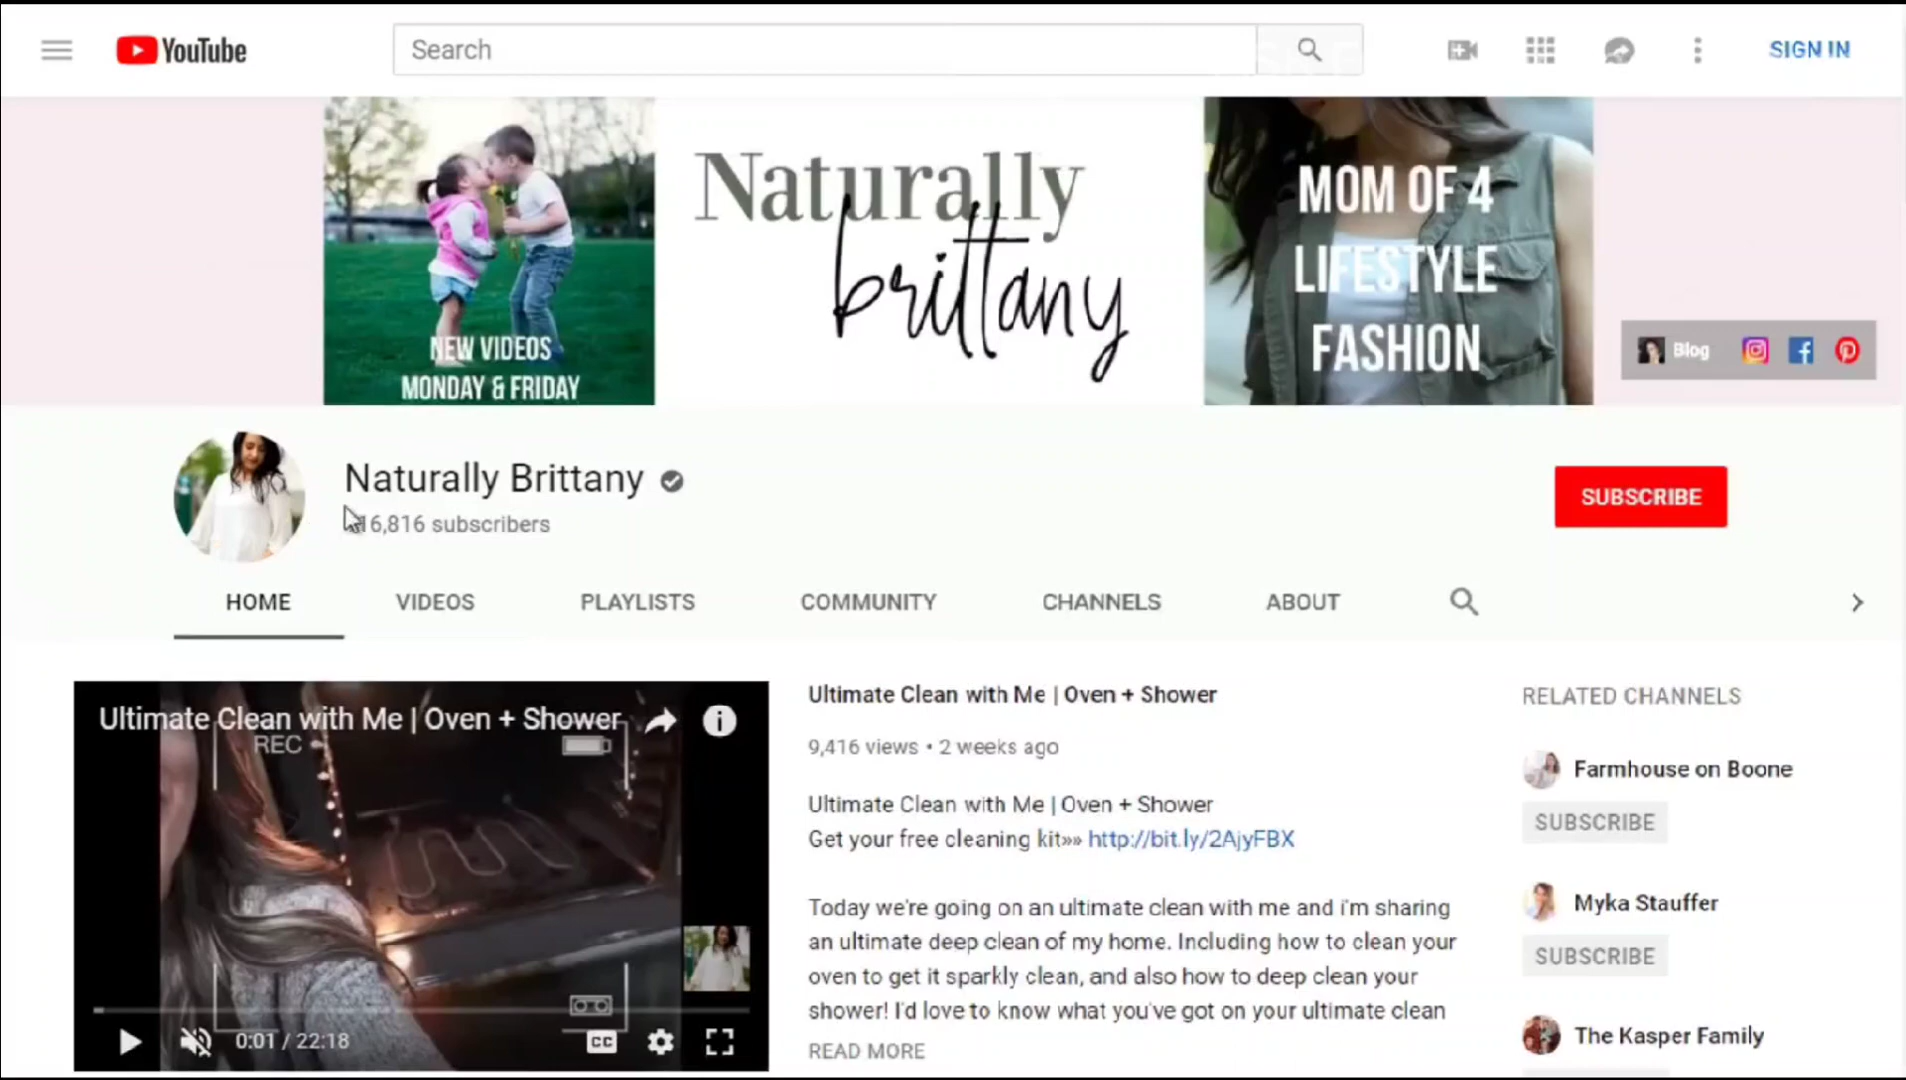 YouTube
Search
SIGN IN
NEW VIDEOS
MONDAY & FRIDAY
Naturally
brittany
MOM OF 4
LIFESTYLE
FASHION
Blog
Naturally Brittany
subscribers
SUBSCRIBE
HOME
VIDEOS
PLAYLISTS
COMMUNITY
CHANNELS
ABOUT
Ultimate Clean with Me | Oven + Shower
REC
0:01 / 22:18
CC
Ultimate Clean with Me | Oven + Shower
9,416 views • 2 weeks ago
Ultimate Clean with Me | Oven + Shower
Get your free cleaning kit»» http://bit.ly/2AjyFBX
Today we're going on an ultimate clean with me and i'm sharing
an ultimate deep clean of my home. Including how to clean your
oven to get it sparkly clean, and also how to deep clean your
shower! I'd love to know what you've got on your ultimate clean
READ MORE
RELATED CHANNELS
Farmhouse on Boone
SUBSCRIBE
Myka Stauffer
SUBSCRIBE
The Kasper Family